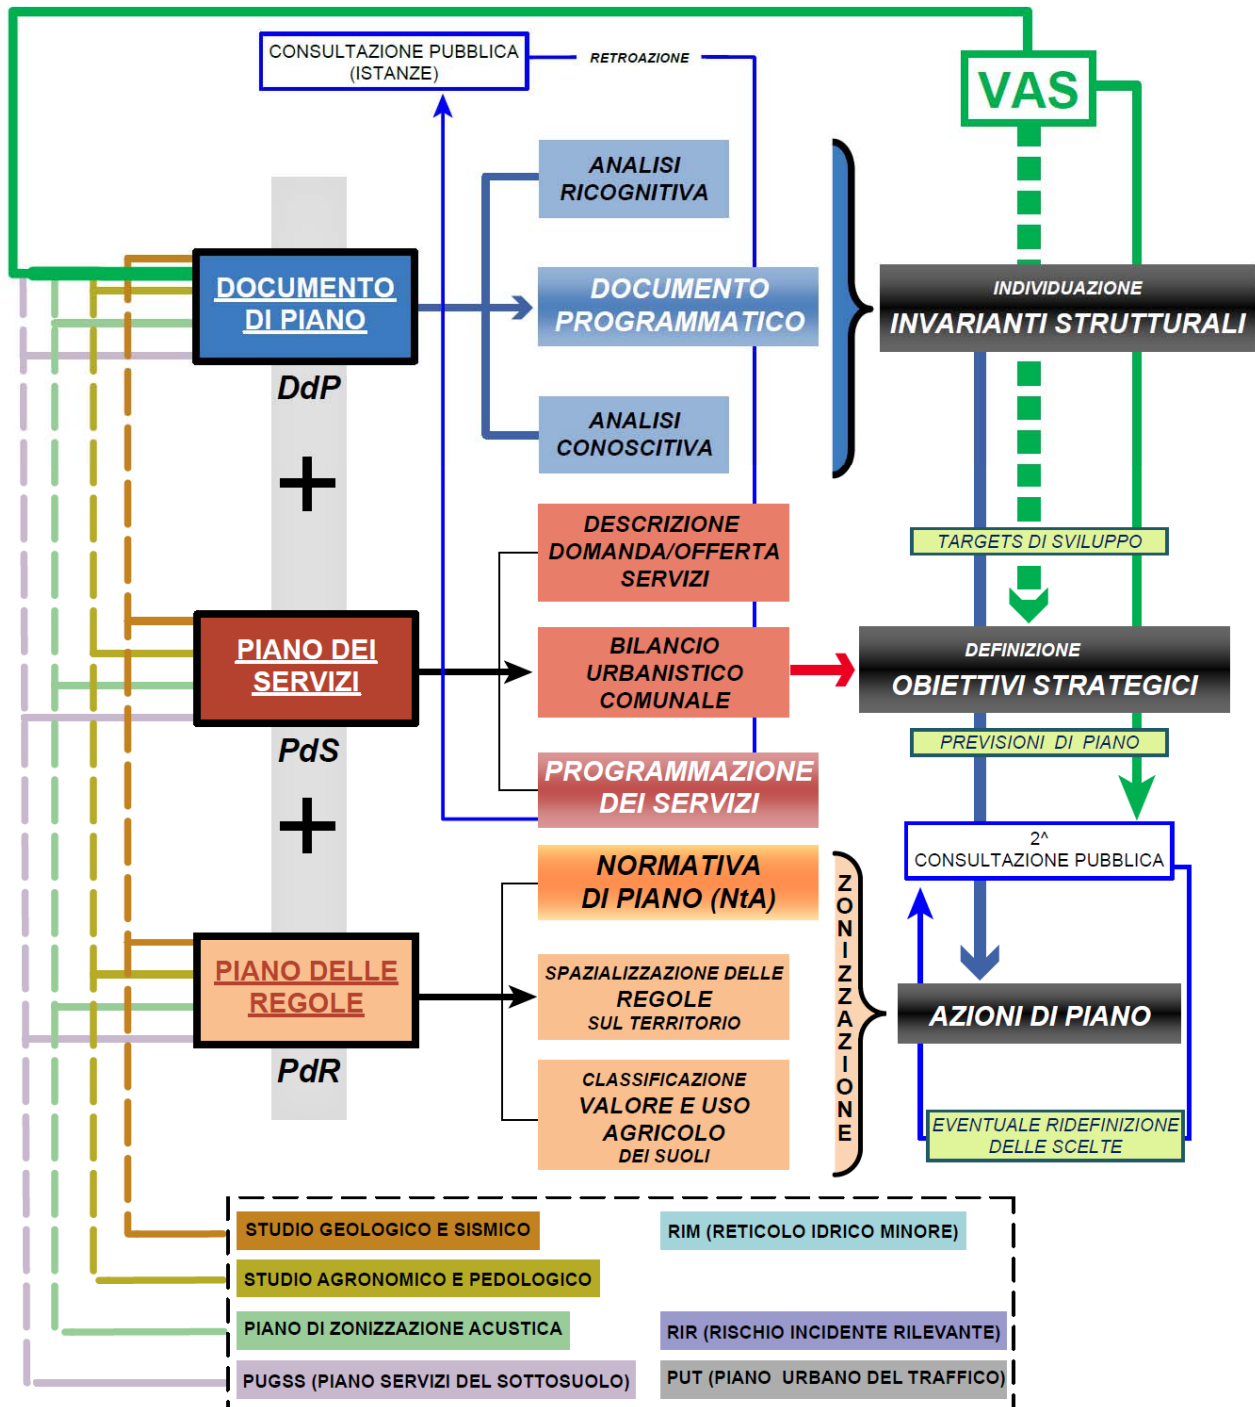 CONSULTAZIONE PUBBLICA
(ISTANZE)
RETROAZIONE
VAS
ANALISI
RICOGNITIVA
DOCUMENTO
DI PIANO
DdP
DOCUMENTO
PROGRAMMATICO
INDIVIDUAZIONE
INVARIANTI STRUTTURALI
ANALISI
CONOSCITIVA
+
DESCRIZIONE
DOMANDA/OFFERTA
SERVIZI
TARGETS DI SVILUPPO
PIANO DEI
SERVIZI
PdS
BILANCIO
URBANISTICO
COMUNALE
DEFINIZIONE
OBIETTIVI STRATEGICI
PREVISIONI DI PIANO
PROGRAMMAZIONE
DEI SERVIZI
+
2^
CONSULTAZIONE PUBBLICA
NORMATIVA
DI PIANO (NtA)
ZONIZZAZIONE
PIANO DELLE
REGOLE
PdR
SPAZIALIZZAZIONE DELLE
REGOLE
SUL TERRITORIO
AZIONI DI PIANO
CLASSIFICAZIONE
VALORE E USO
AGRICOLO
DEI SUOLI
EVENTUALE RIDEFINIZIONE
DELLE SCELTE
STUDIO GEOLOGICO E SISMICO
RIM (RETICOLO IDRICO MINORE)
STUDIO AGRONOMICO E PEDOLOGICO
PIANO DI ZONIZZAZIONE ACUSTICA
RIR (RISCHIO INCIDENTE RILEVANTE)
PUGSS (PIANO SERVIZI DEL SOTTOSUOLO)
PUT (PIANO URBANO DEL TRAFFICO)